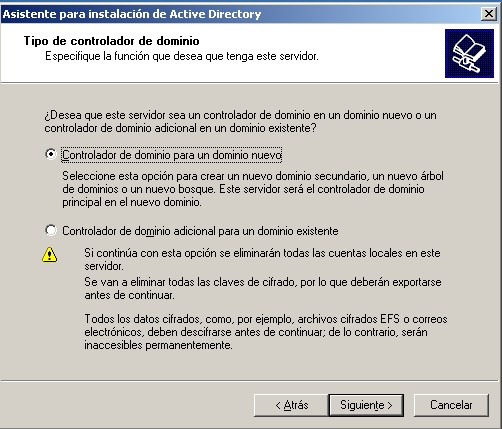 Asistente para instalación de Active Directory
Tipo de controlador de dominio
Especifique la función que desea que tenga este servidor.
¿Desea que este servidor sea un controlador de dominio en un dominio nuevo o un
controlador de dominio adicional en un dominio existente?
Controlador de dominio para un dominio nuevo
Seleccione esta opción para crear un nuevo dominio secundario, un nuevo árbol
de dominios o un nuevo bosque. Este servidor será el controlador de dominio
principal en el nuevo dominio.
Controlador de dominio adicional para un dominio existente
Si continúa con esta opción se eliminarán todas las cuentas locales en este
servidor.
Se van a eliminar todas las claves de cifrado, por lo que deberán exportarse
antes de continuar.
Todos los datos cifrados, como, por ejemplo, archivos cifrados EFS o correos
electrónicos, deben descifrarse antes de continuar; de lo contrario, serán
inaccesibles permanentemente.
< Atrás
Siguiente >
Cancelar